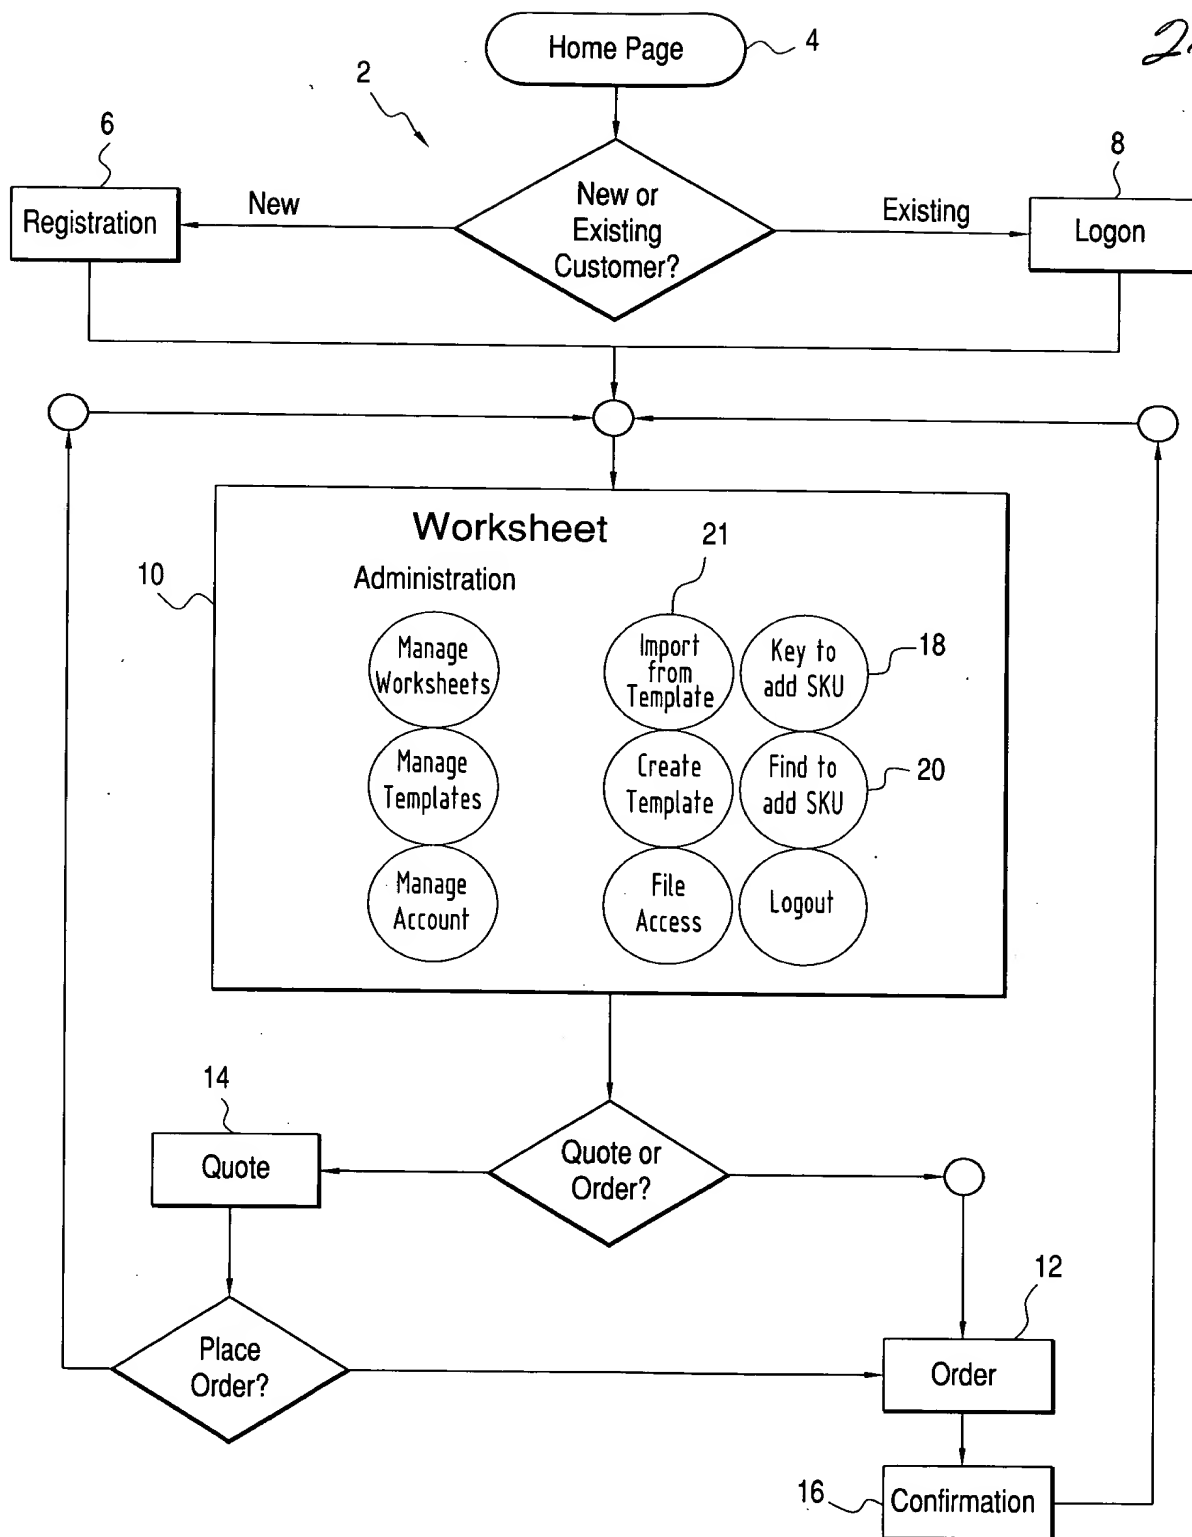 Home Page
4
2
2
6
8
New or
Existing
Customer?
New
Existing
Registration
Logon
Worksheet
21
10
Administration
Manage
Worksheets
Import
from
Template
Key to
add SKU
18
Manage
Templates
Create
Template
Find to
add SKU
20
Manage
Account
File
Access
Logout
14
Quote
Quote or
Order?
12
Place
Order?
Order
16
Confirmation